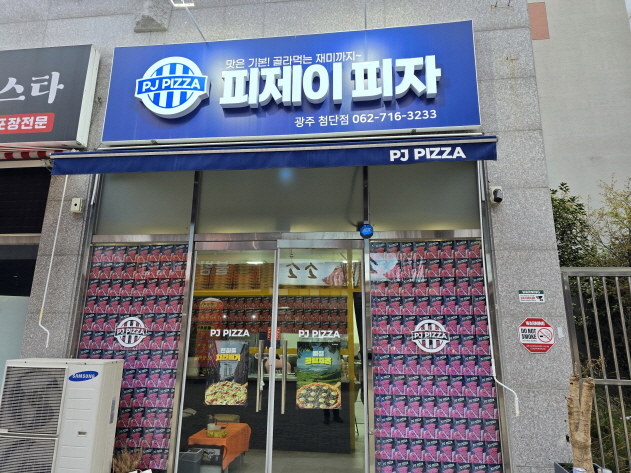 스타
포장전문
맛은 기본! 골라먹는 재미까지~
PJ PIZZA
피제이피자
광주 첨단점 062-716-3233
PJ PIZZA
PJ PIZZA
PJ PIZZA
PJ PIZZA
PJ PIZZA
WARNING
DO NOT
SMOKE
SAMSUNG